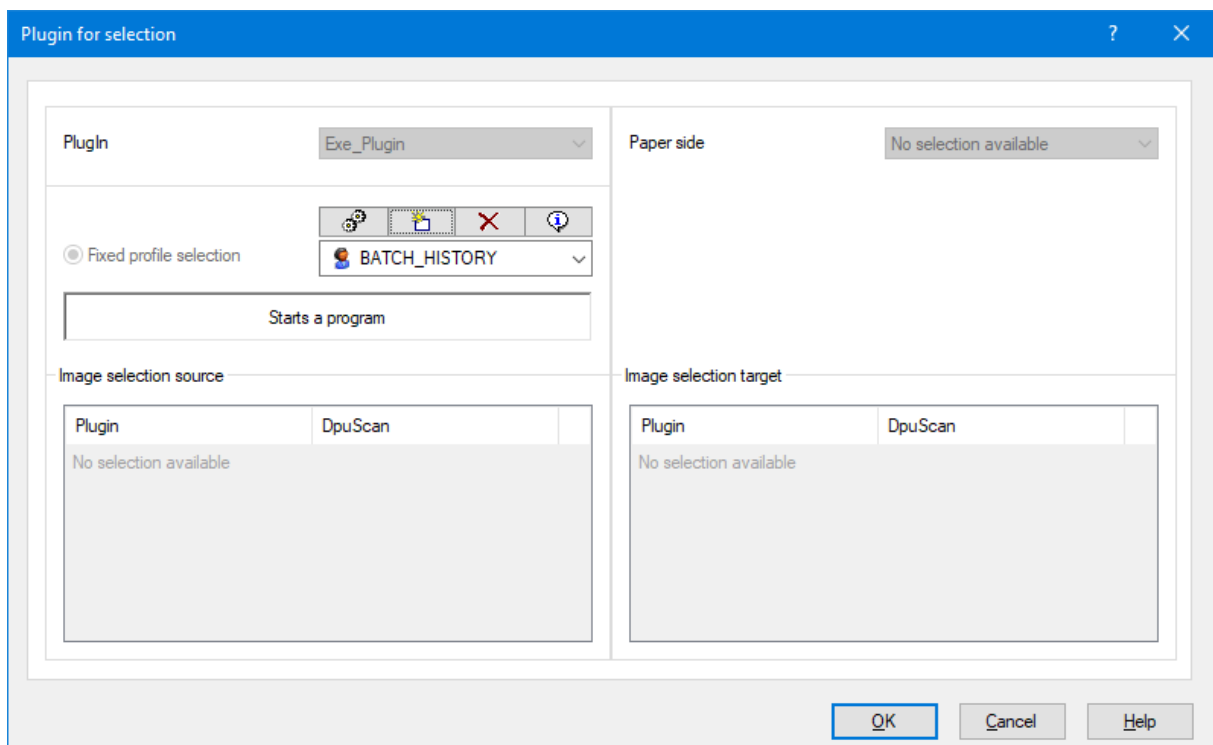 Plugin for selection
PlugIn
Exe_Plugin
Paper side
No selection available
Fixed profile selection
BATCH_HISTORY
Starts a program
Image selection source
Image selection target
Plugin DpuScan
Plugin DpuScan
No selection available
No selection available
OK Cancel Help